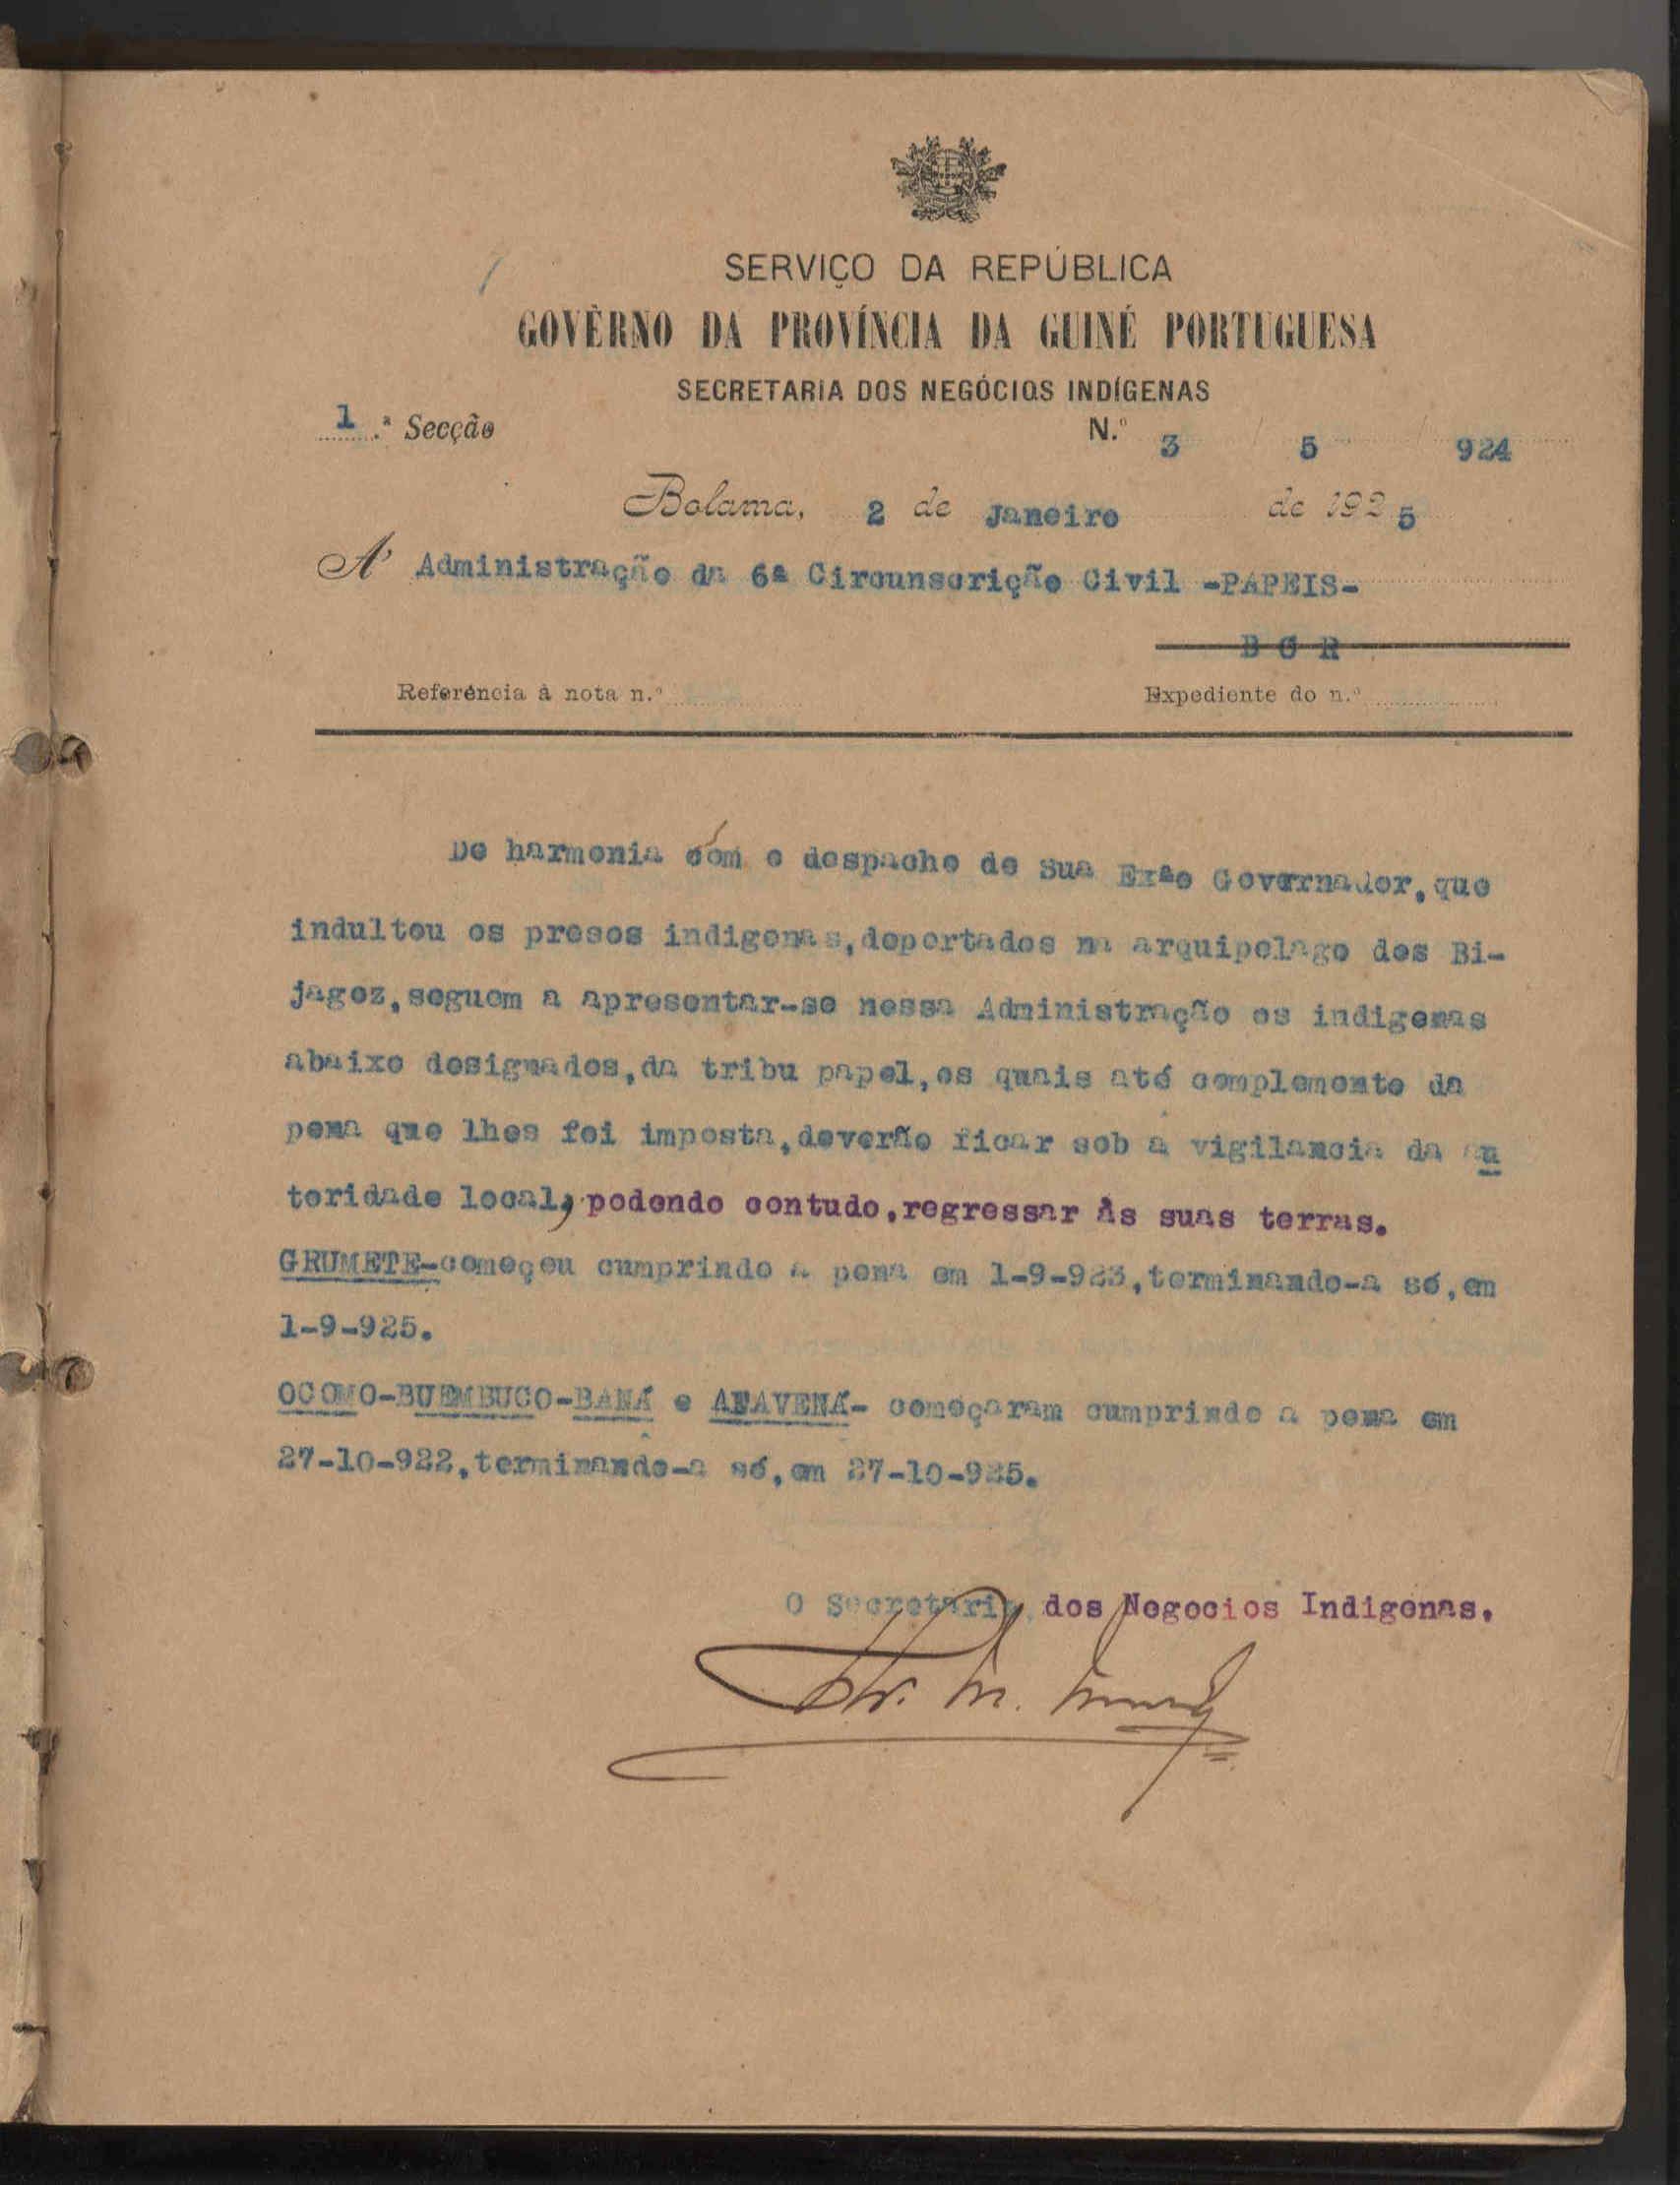 SERVIÇO DA REPÚBLICA
GOVÊRNO DA PROVÍNCIA DA GUINÉ PORTUGUESA
SECRETARIA DOS NEGÓCIOS INDÍGENAS
1.ª Secção N.º 3 / 5 / 924
Bolama, 2 de Janeiro de 1925
A' Administração da 6ª Circunscrição Civil -PAPEIS-
B O R
Referência à nota n.º Expediente do n.º
De harmonia com o despacho de Sua Exªo Governador, que
indultou os presos indigenas, deportados na arquipelago dos Bi-
jagoz, seguem a apresentar-se nessa Administração os indigenas
abaixo designados, da tribu papel, os quais até complemento da
pena que lhes foi imposta, deverão ficar sob a vigilancia da au
toridade local, podendo contudo, regressar às suas terras.
GRUMETE-começou cumprindo a pena em 1-9-923, terminando-a só, em
1-9-925.
OCOMO-BUEMBUCO-BANÁ e ANAVENÁ- começaram cumprindo a pena em
27-10-922, terminando-a só, em 27-10-925.
O Secretario dos Negocios Indigenas.